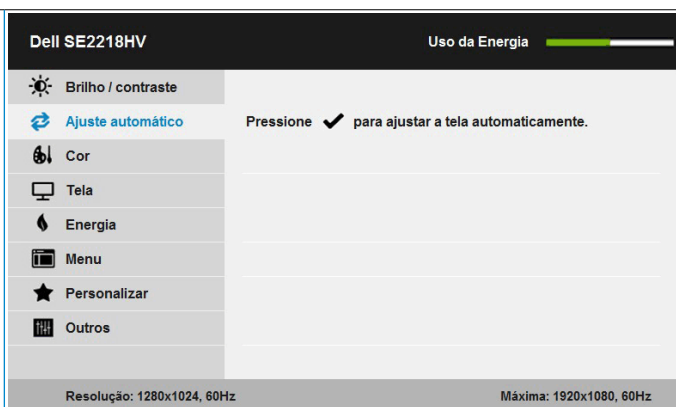 Dell SE2218HV Uso da Energia
Brilho / contraste
Ajuste automático Pressione ✔ para ajustar a tela automaticamente.
Cor
Tela
Energia
Menu
Personalizar
Outros
Resolução: 1280x1024, 60Hz Máxima: 1920x1080, 60Hz